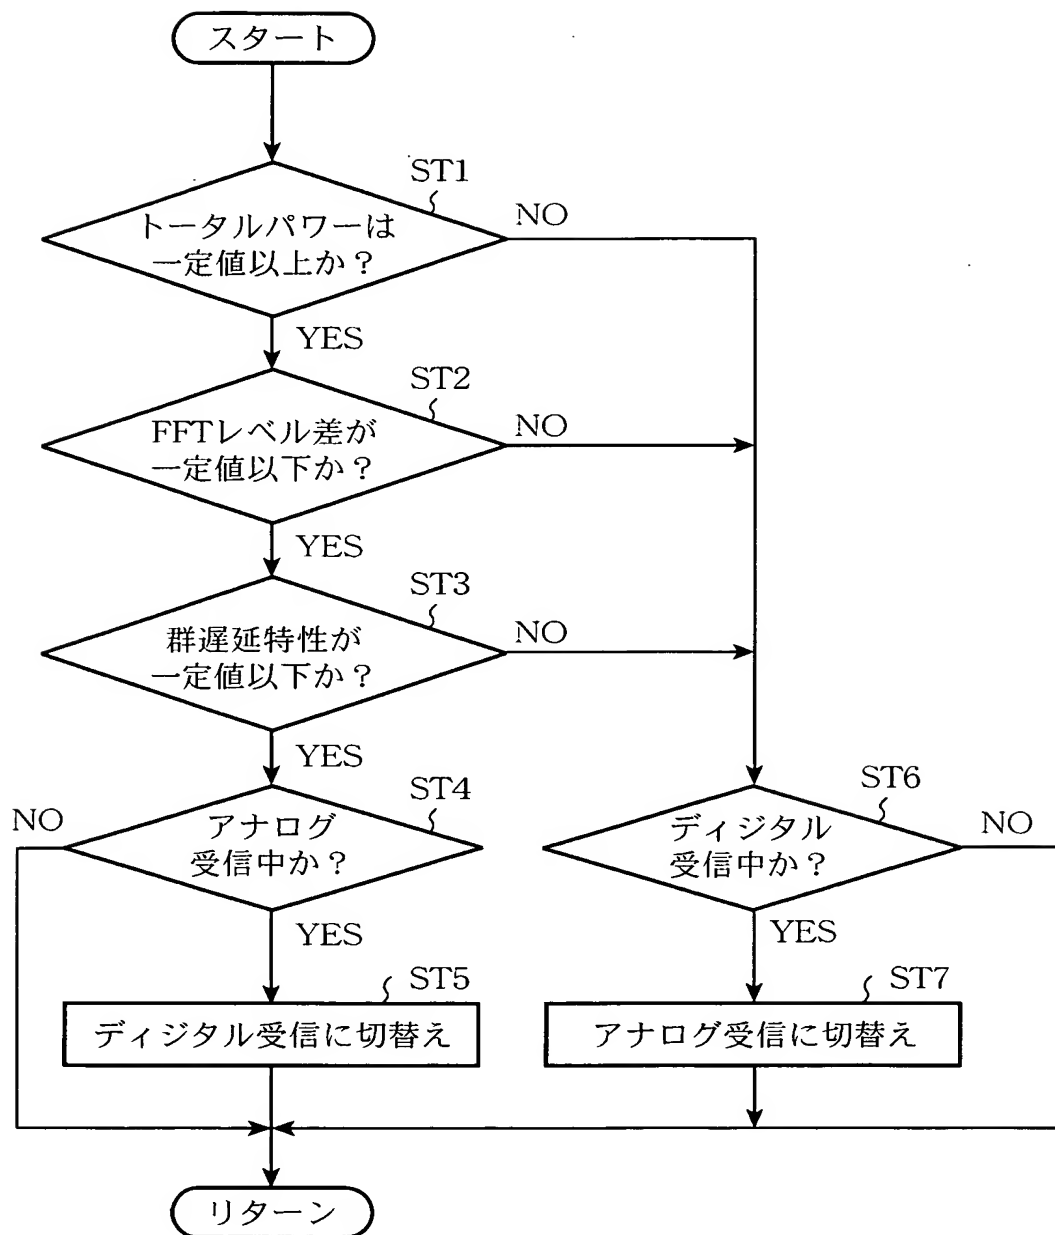 スタート
ST1
トータルパワーは
一定値以上か？
NO
YES
ST2
FFTレベル差が
一定値以下か？
NO
YES
ST3
群遅延特性が
一定値以下か？
NO
YES
ST4
アナログ
受信中か？
NO
YES
ST6
ディジタル
受信中か？
NO
YES
ST5
ディジタル受信に切替え
ST7
アナログ受信に切替え
リターン